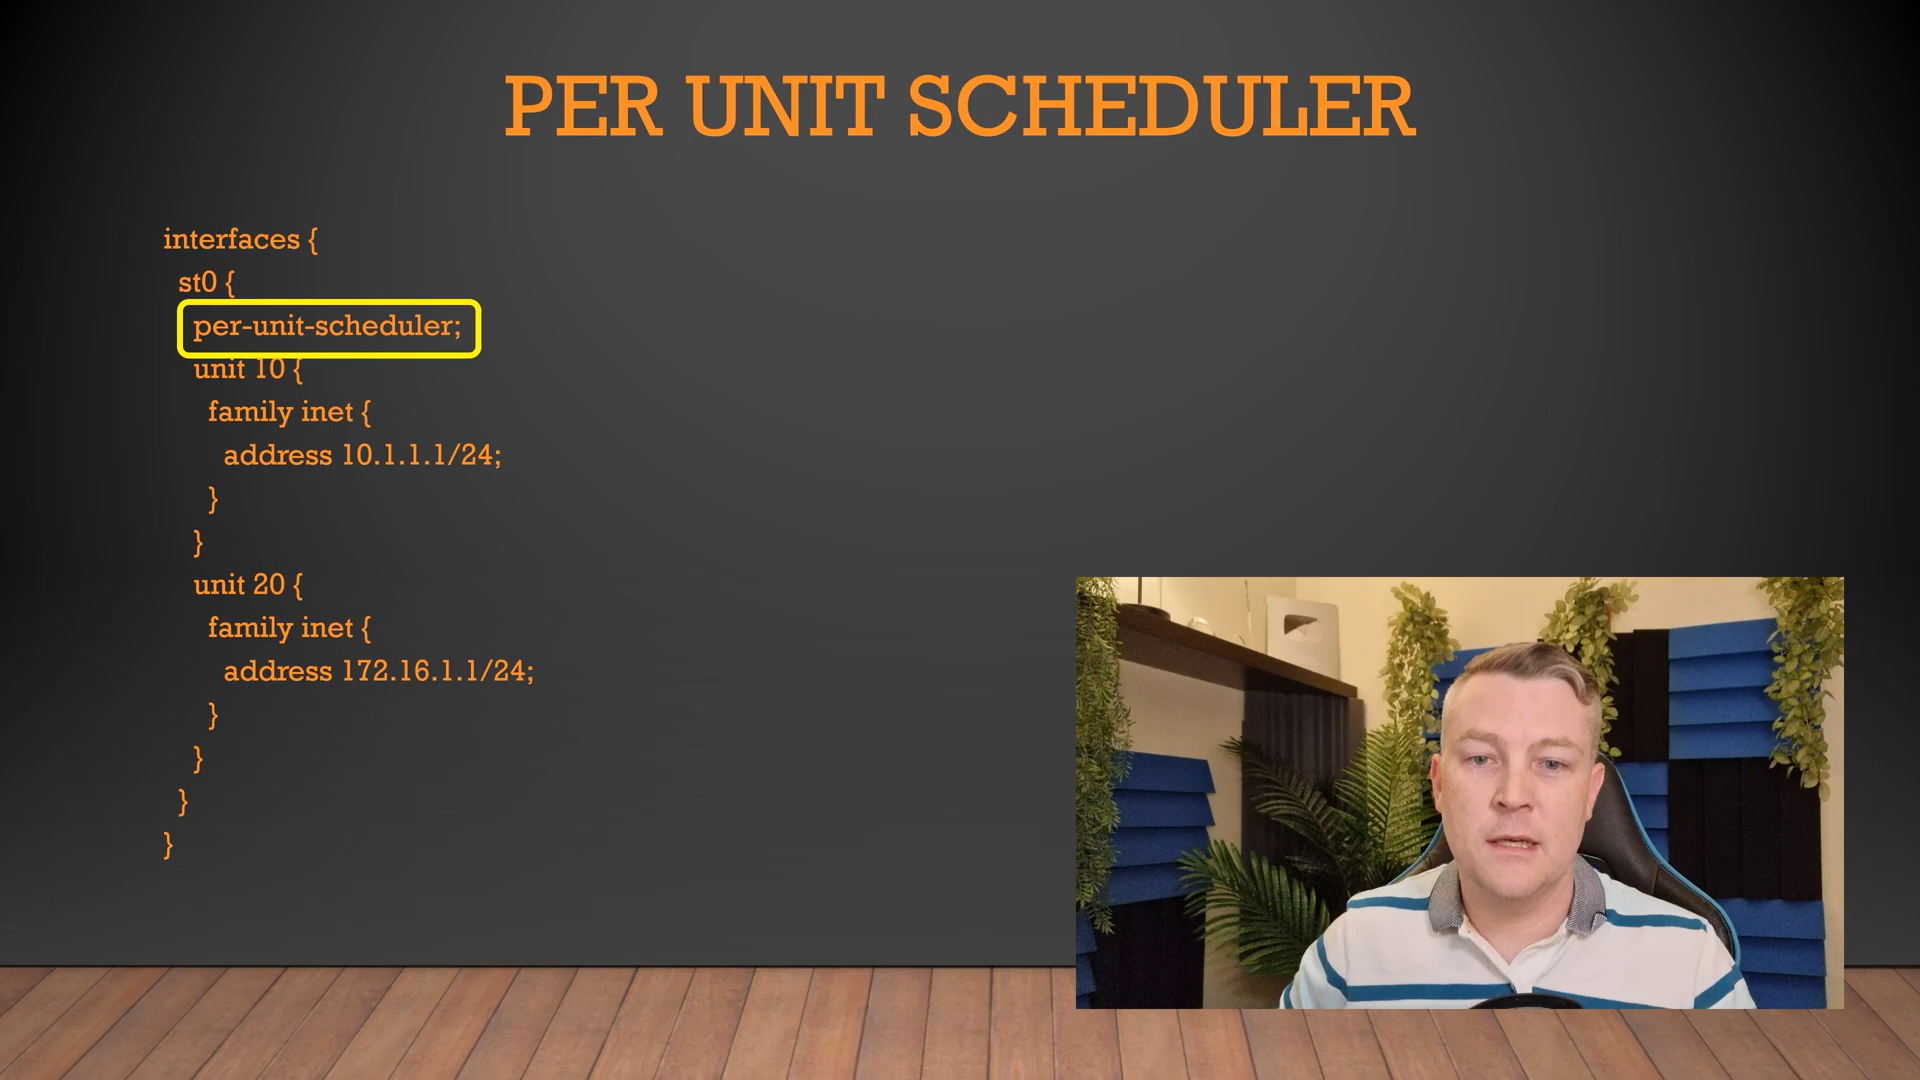 PER UNIT SCHEDULER
interfaces {
st0 {
per-unit-scheduler;
unit 10 {
family inet {
address 10.1.1.1/24;
}
}
unit 20 {
family inet {
address 172.16.1.1/24;
}
}
}
}